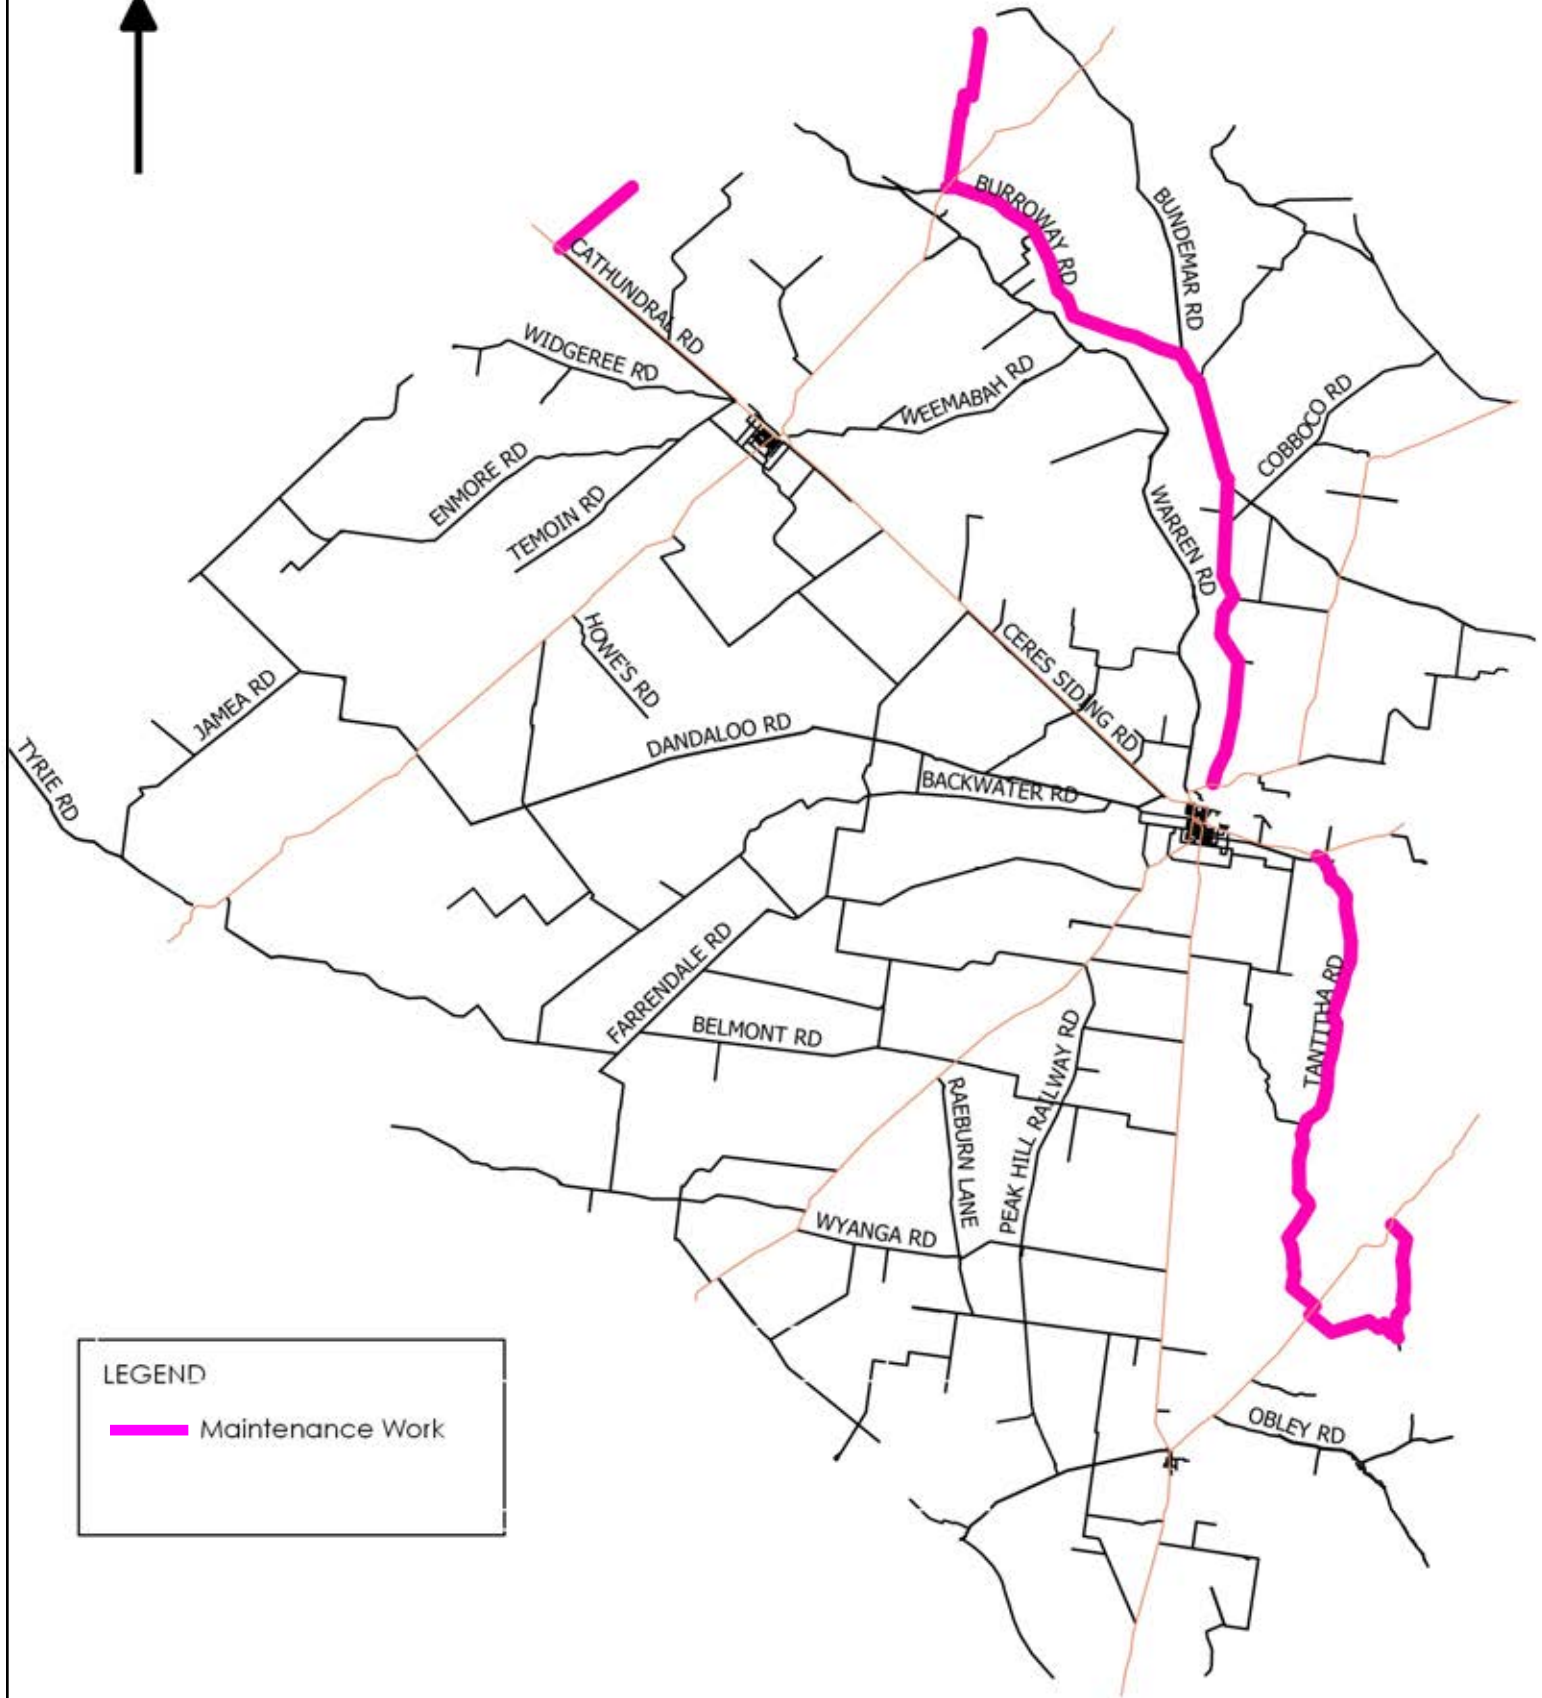 BURROWAY RD
BUNDEMAR RD
CATHUNDRAL RD
WIDGEREE RD
WEEMABAH RD
COBBOCO RD
ENMORE RD
TEMOIN RD
WARREN RD
HOWE'S RD
CERES SIDING RD
JAMEA RD
DANDALOO RD
TYRIE RD
BACKWATER RD
FARRENDALE RD
TANTITHA RD
BELMONT RD
RAEBURN LANE
PEAK HILL RAILWAY RD
WYANGA RD
LEGEND
Maintenance Work
OBLEY RD